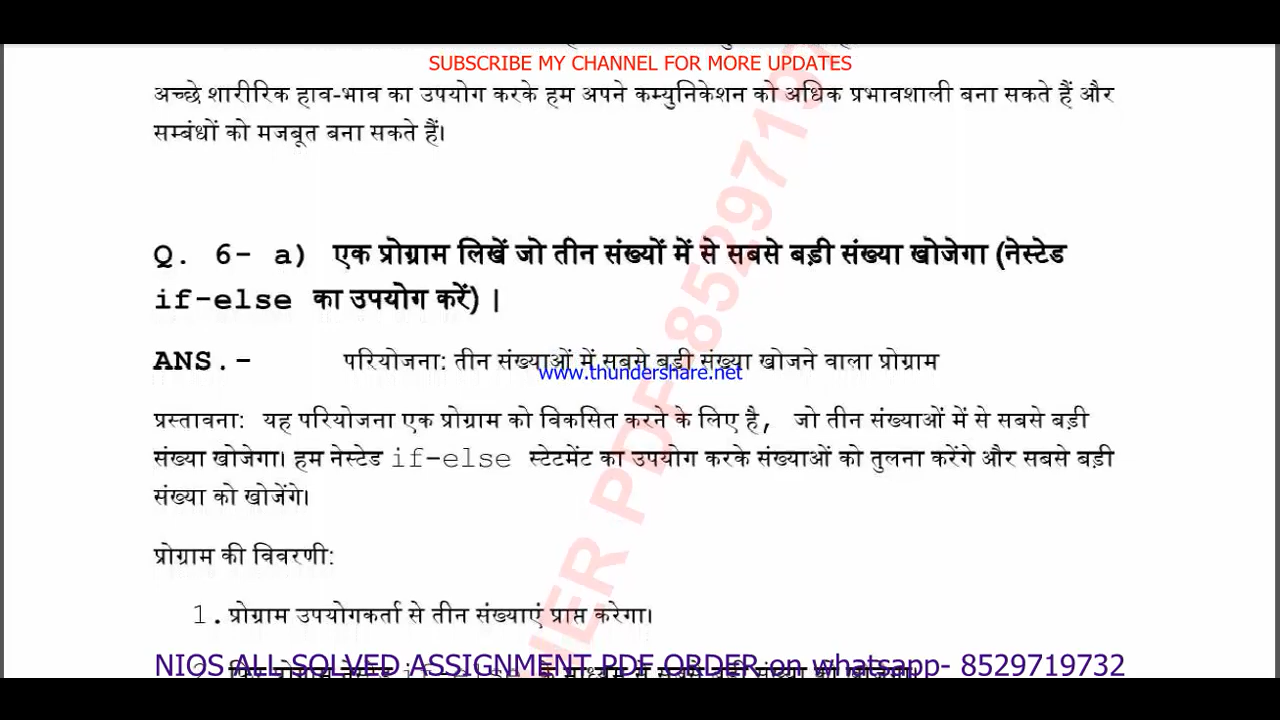 SUBSCRIBE MY CHANNEL FOR MORE UPDATES
अच्छे शारीरिक हाव-भाव का उपयोग करके हम अपने कम्युनिकेशन को अधिक प्रभावशाली बना सकते हैं और
सम्बंधों को मजबूत बना सकते हैं।
Q. 6- a) एक प्रोग्राम लिखें जो तीन संख्यों में से सबसे बड़ी संख्या खोजेगा (नेस्टेड
if-else का उपयोग करें) |
ANS.- परियोजना: तीन संख्याओं में सबसे बड़ी संख्या खोजने वाला प्रोग्राम
www.thundershare.net
प्रस्तावना: यह परियोजना एक प्रोग्राम को विकसित करने के लिए है, जो तीन संख्याओं में से सबसे बड़ी
संख्या खोजेगा। हम नेस्टेड if-else स्टेटमेंट का उपयोग करके संख्याओं को तुलना करेंगे और सबसे बड़ी
संख्या को खोजेंगे।
प्रोग्राम की विवरणी:
1. प्रोग्राम उपयोगकर्ता से तीन संख्याएं प्राप्त करेगा।
NIOS ALL SOLVED ASSIGNMENT PDF ORDER on whatsapp- 8529719732